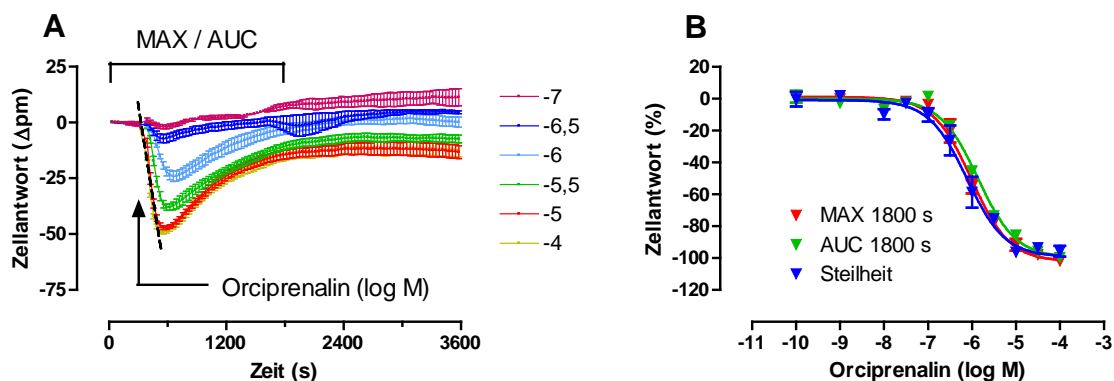 A
MAX / AUC
Zellantwort (Δpm)
25
0
-25
-50
-75
Orciprenalin (log M)
0
1200
2400
3600
Zeit (s)
-7
-6,5
-6
-5,5
-5
-4
B
Zellantwort (%)
20
0
-20
-40
-60
-80
-100
-120
MAX 1800 s
AUC 1800 s
Steilheit
-11 -10 -9 -8 -7 -6 -5 -4 -3
Orciprenalin (log M)